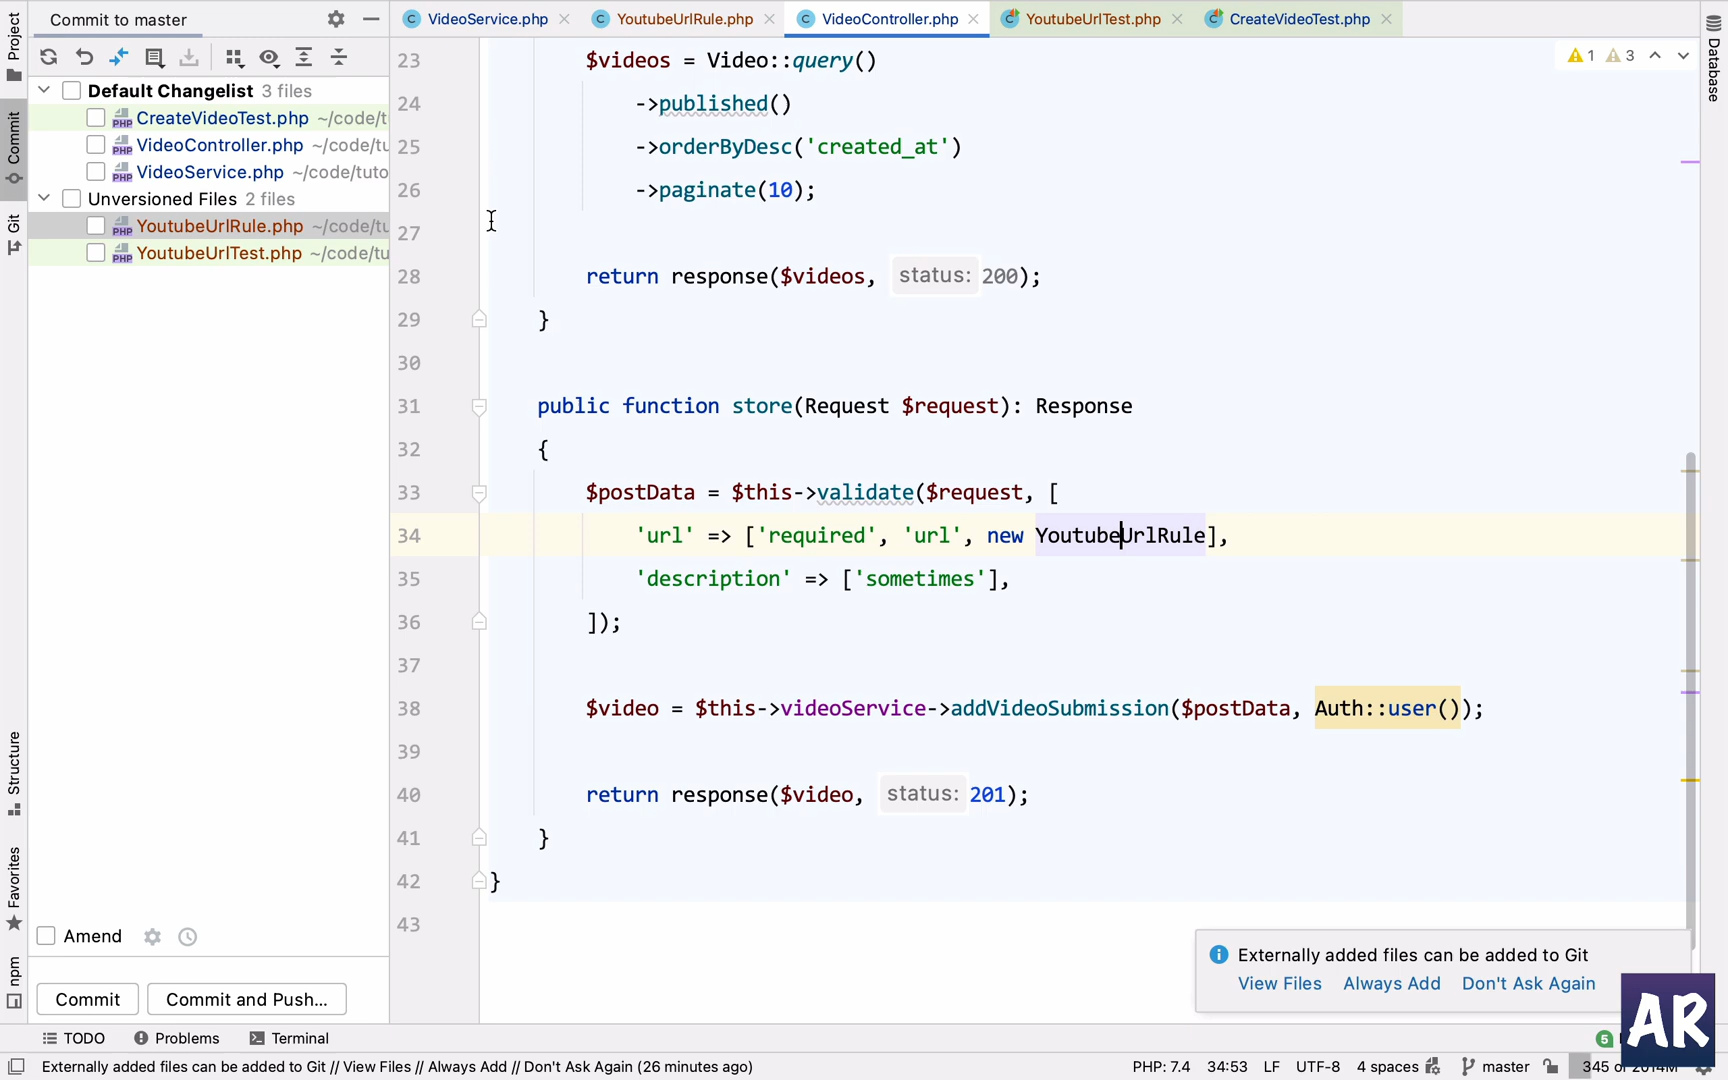 Commit to master
VideoService.php
YoutubeUrlRule.php
VideoController.php
YoutubeUrlTest.php
CreateVideoTest.php
Project
Commit
Git
Structure
Favorites
npm
Database
Default Changelist 3 files
CreateVideoTest.php ~/code/t
VideoController.php ~/code/tu
VideoService.php ~/code/tuto
Unversioned Files 2 files
YoutubeUrlRule.php ~/code/tu
YoutubeUrlTest.php ~/code/tu
Amend
Commit
Commit and Push...
1 3
23 $videos = Video::query()
24 ->published()
25 ->orderByDesc('created_at')
26 ->paginate(10);
27
28 return response($videos, status: 200);
29 }
30
31 public function store(Request $request): Response
32 {
33 $postData = $this->validate($request, [
34 'url' => ['required', 'url', new YoutubeUrlRule],
35 'description' => ['sometimes'],
36 ]);
37
38 $video = $this->videoService->addVideoSubmission($postData, Auth::user());
39
40 return response($video, status: 201);
41 }
42 }
43
Externally added files can be added to Git
View Files Always Add Don't Ask Again
AR
TODO Problems Terminal
5
Externally added files can be added to Git // View Files // Always Add // Don't Ask Again (26 minutes ago)
PHP: 7.4 34:53 LF UTF-8 4 spaces master 345 of